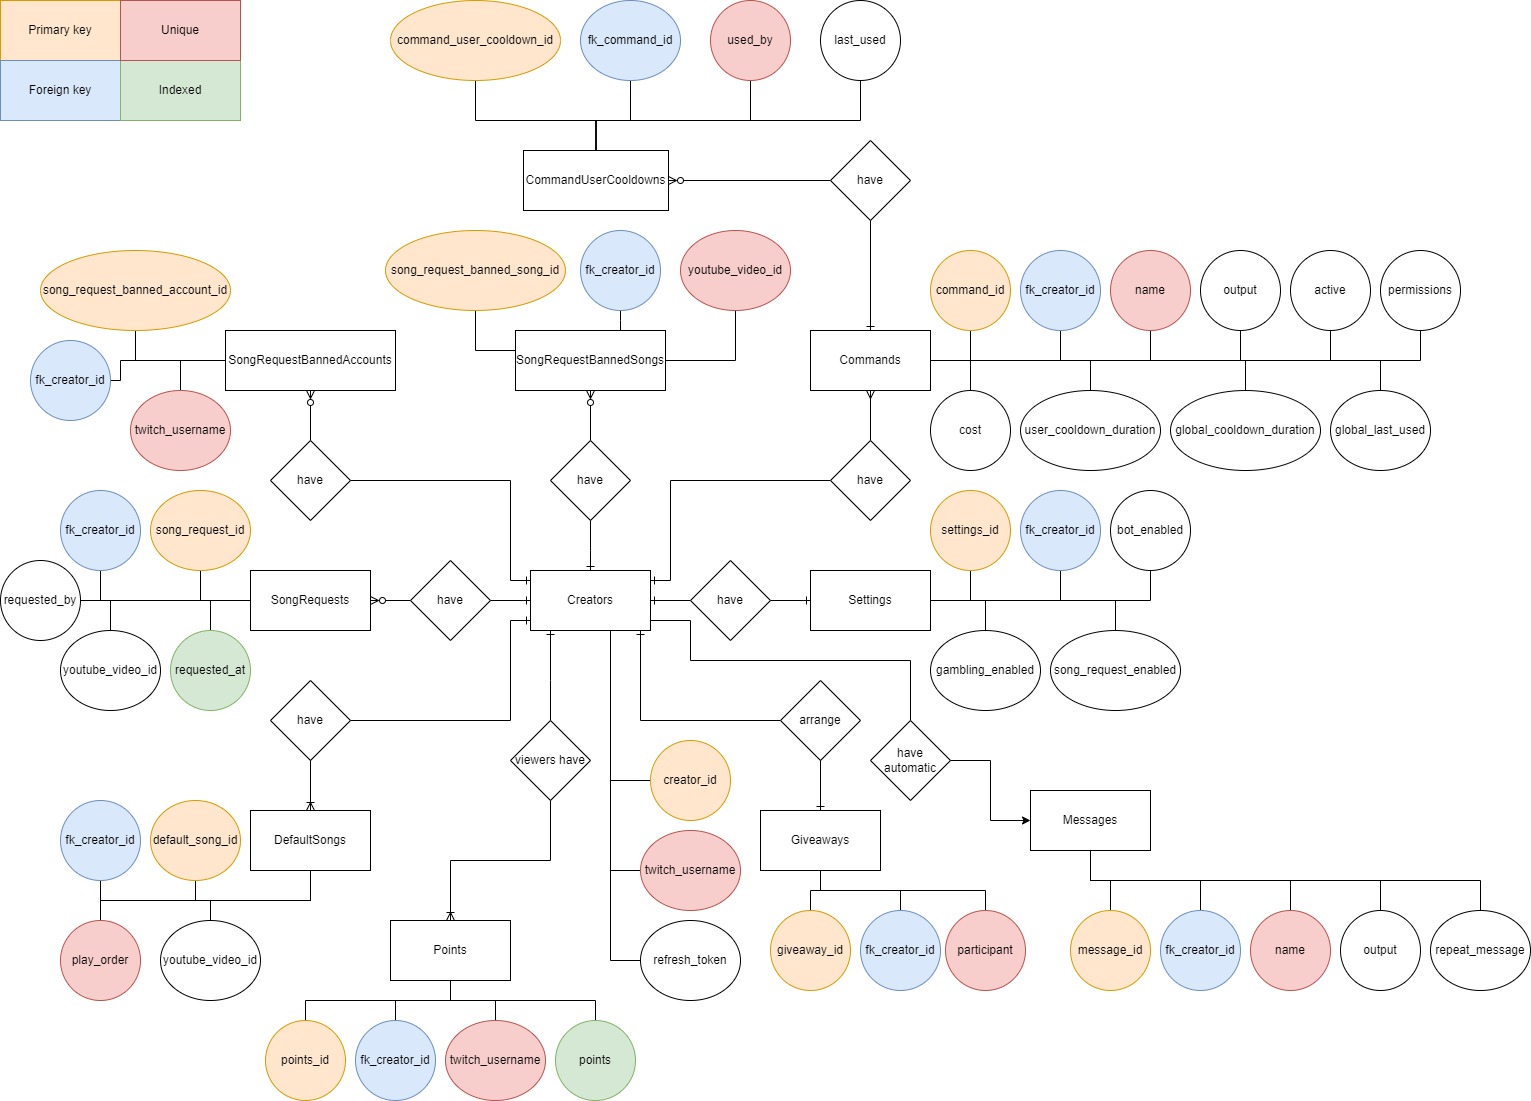 Primary key
Unique
Foreign key
Indexed
command_user_cooldown_id
fk_command_id
used_by
last_used
CommandUserCooldowns
have
song_request_banned_account_id
fk_creator_id
twitch_username
SongRequestBannedAccounts
song_request_banned_song_id
fk_creator_id
youtube_video_id
SongRequestBannedSongs
Commands
command_id
fk_creator_id
name
output
active
permissions
cost
user_cooldown_duration
global_cooldown_duration
global_last_used
have
have
have
fk_creator_id
song_request_id
requested_by
youtube_video_id
requested_at
SongRequests
have
Creators
have
Settings
settings_id
fk_creator_id
bot_enabled
gambling_enabled
song_request_enabled
have
viewers have
arrange
have
automatic
creator_id
twitch_username
refresh_token
fk_creator_id
default_song_id
DefaultSongs
play_order
youtube_video_id
Giveaways
Messages
giveaway_id
fk_creator_id
participant
message_id
fk_creator_id
name
output
repeat_message
Points
points_id
fk_creator_id
twitch_username
points